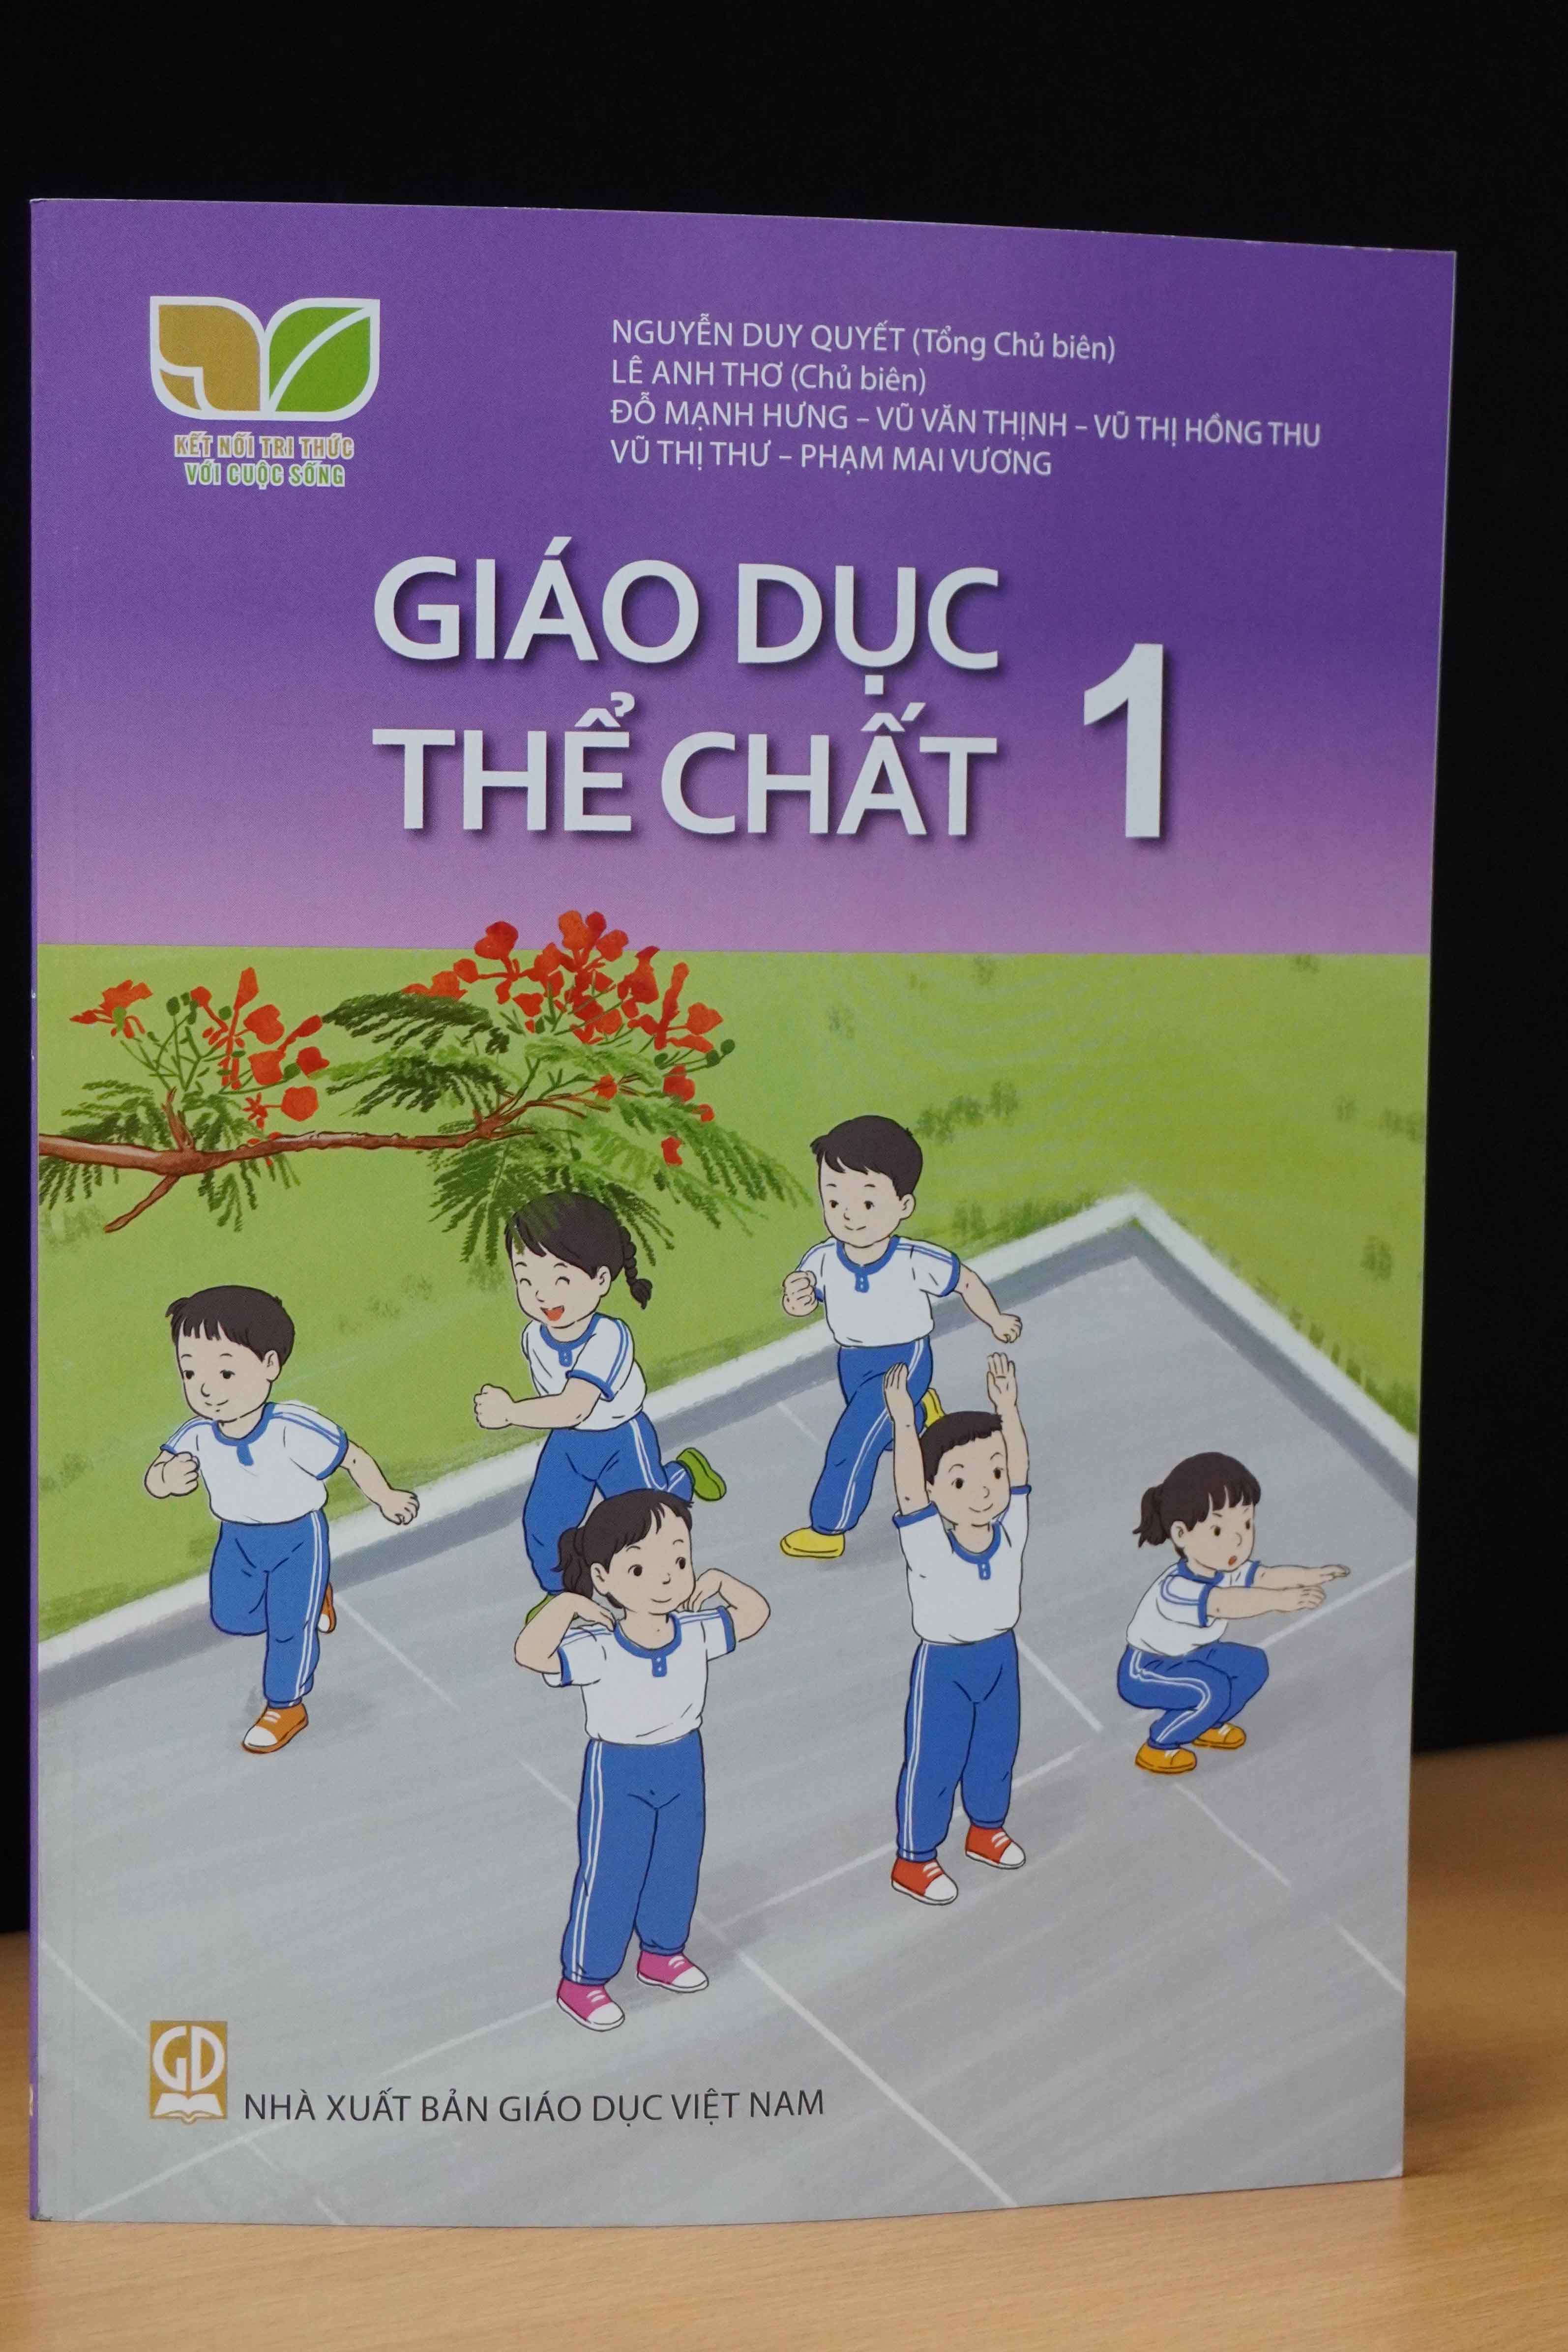 KẾT NỐI TRI THỨC
VỚI CUỘC SỐNG
NGUYỄN DUY QUYẾT (Tổng Chủ biên)
LÊ ANH THƠ (Chủ biên)
ĐỖ MẠNH HƯNG – VŨ VĂN THỊNH – VŨ THỊ HỒNG THU
VŨ THỊ THƯ – PHẠM MAI VƯƠNG
GIÁO DỤC
THỂ CHẤT 1
GD
NHÀ XUẤT BẢN GIÁO DỤC VIỆT NAM